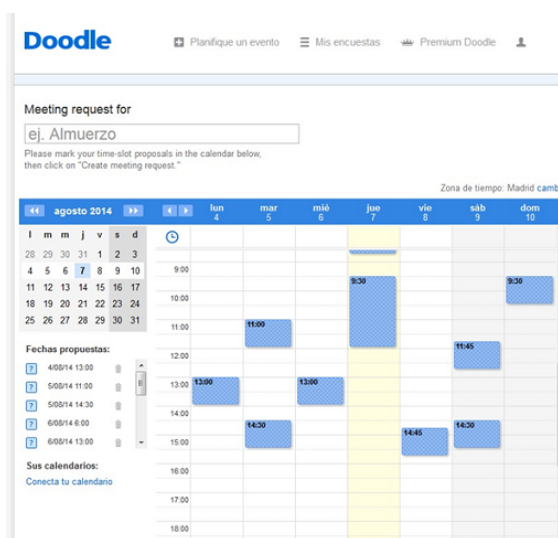 Doodle
Planifique un evento
Mis encuestas
Premium Doodle
Meeting request for
ej. Almuerzo
Please mark your time-slot proposals in the calendar below,
then click on "Create meeting request."
Zona de tiempo: Madrid camb
agosto 2014
l m m j v s d
28 29 30 31 1 2 3
4 5 6 7 8 9 10
11 12 13 14 15 16 17
18 19 20 21 22 23 24
25 26 27 28 29 30 31
Fechas propuestas:
? 4/08/14 13:00
? 5/08/14 11:00
? 5/08/14 14:30
? 6/08/14 6:00
? 6/08/14 13:00
Sus calendarios:
Conecta tu calendario
lun mar mié jue vie sáb dom
4 5 6 7 8 9 10
9:00
9:30 9:30
10:00
11:00
11:00
11:45
12:00
13:00
13:00 13:00
14:00
14:30 14:30
14:45
15:00
16:00
17:00
18:00